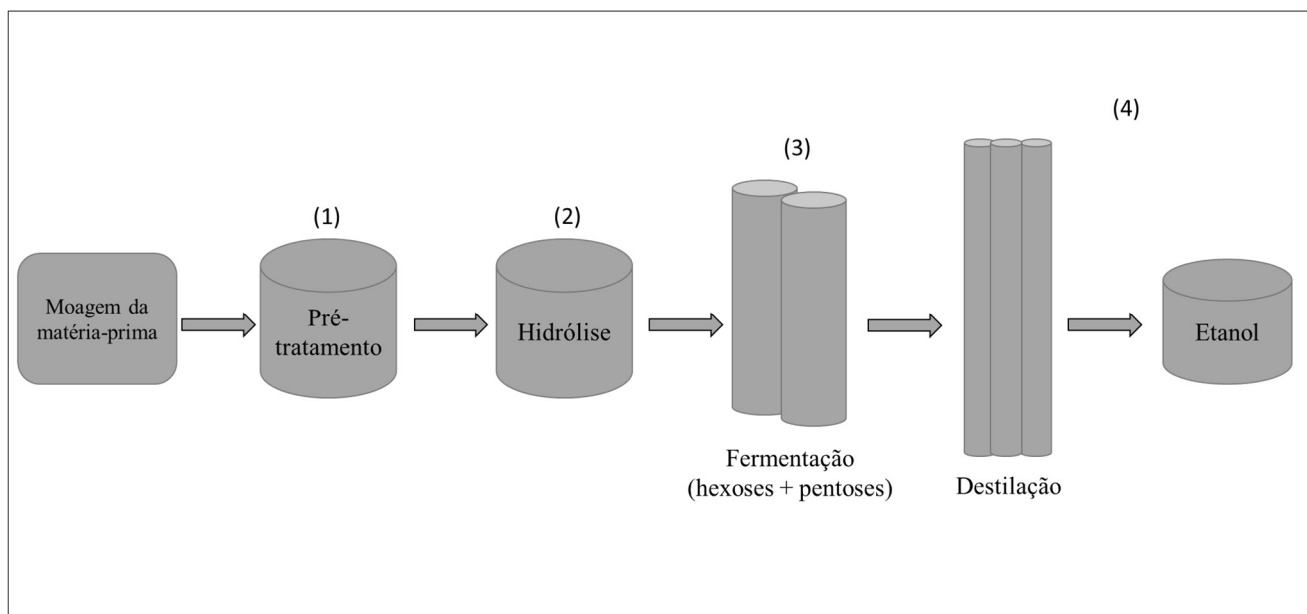 (4)
(3)
(1)
(2)
Moagem da
matéria-prima
Pré-
tratamento
Hidrólise
Etanol
Fermentação
(hexoses + pentoses)
Destilação